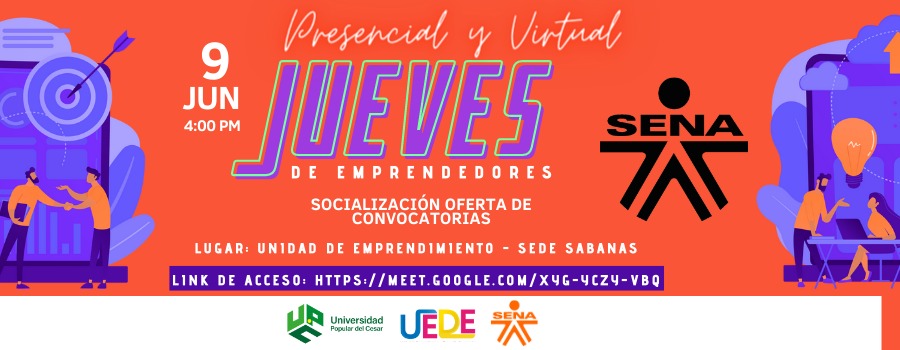 Presencial y Virtual
9
JUN
4:00 PM
JUEVES
DE EMPRENDEDORES
SENA
SOCIALIZACIÓN OFERTA DE
CONVOCATORIAS
LUGAR: UNIDAD DE EMPRENDIMIENTO - SEDE SABANAS
LINK DE ACCESO: HTTPS://MEET.GOOGLE.COM/XYG-YCZY-VBQ
UPC
Universidad
Popular del Cesar
UEDE
SENA